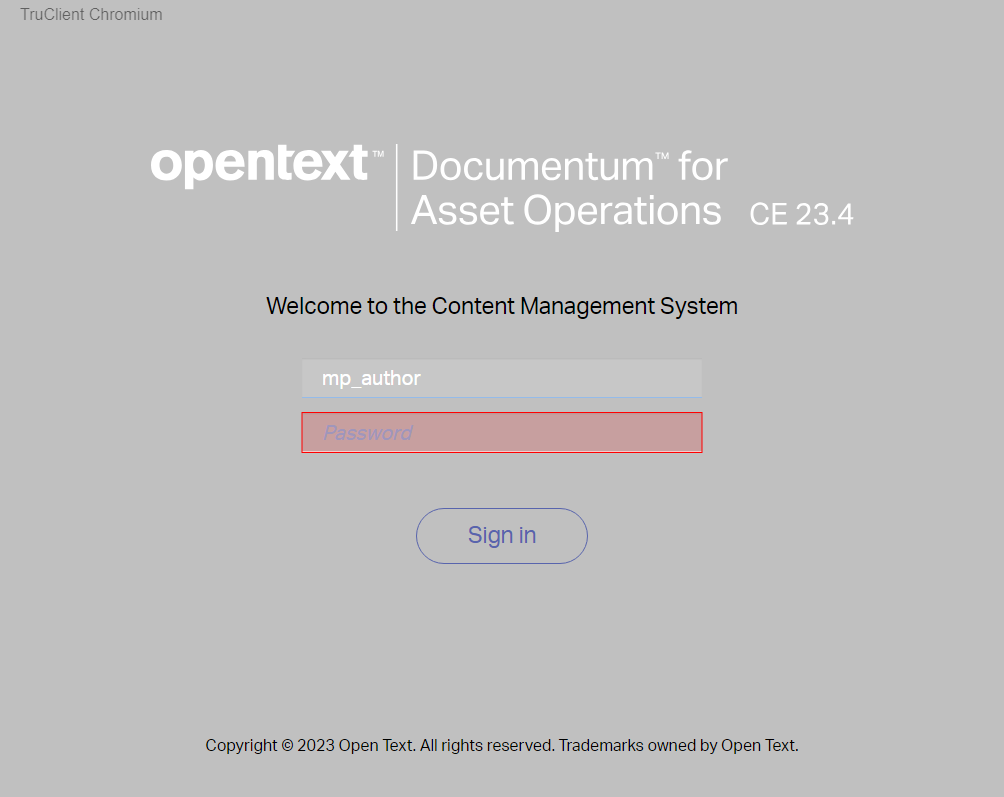 TruClient Chromium
opentext™ Documentum™ for
Asset Operations CE 23.4
Welcome to the Content Management System
mp_author
Password
Sign in
Copyright © 2023 Open Text. All rights reserved. Trademarks owned by Open Text.